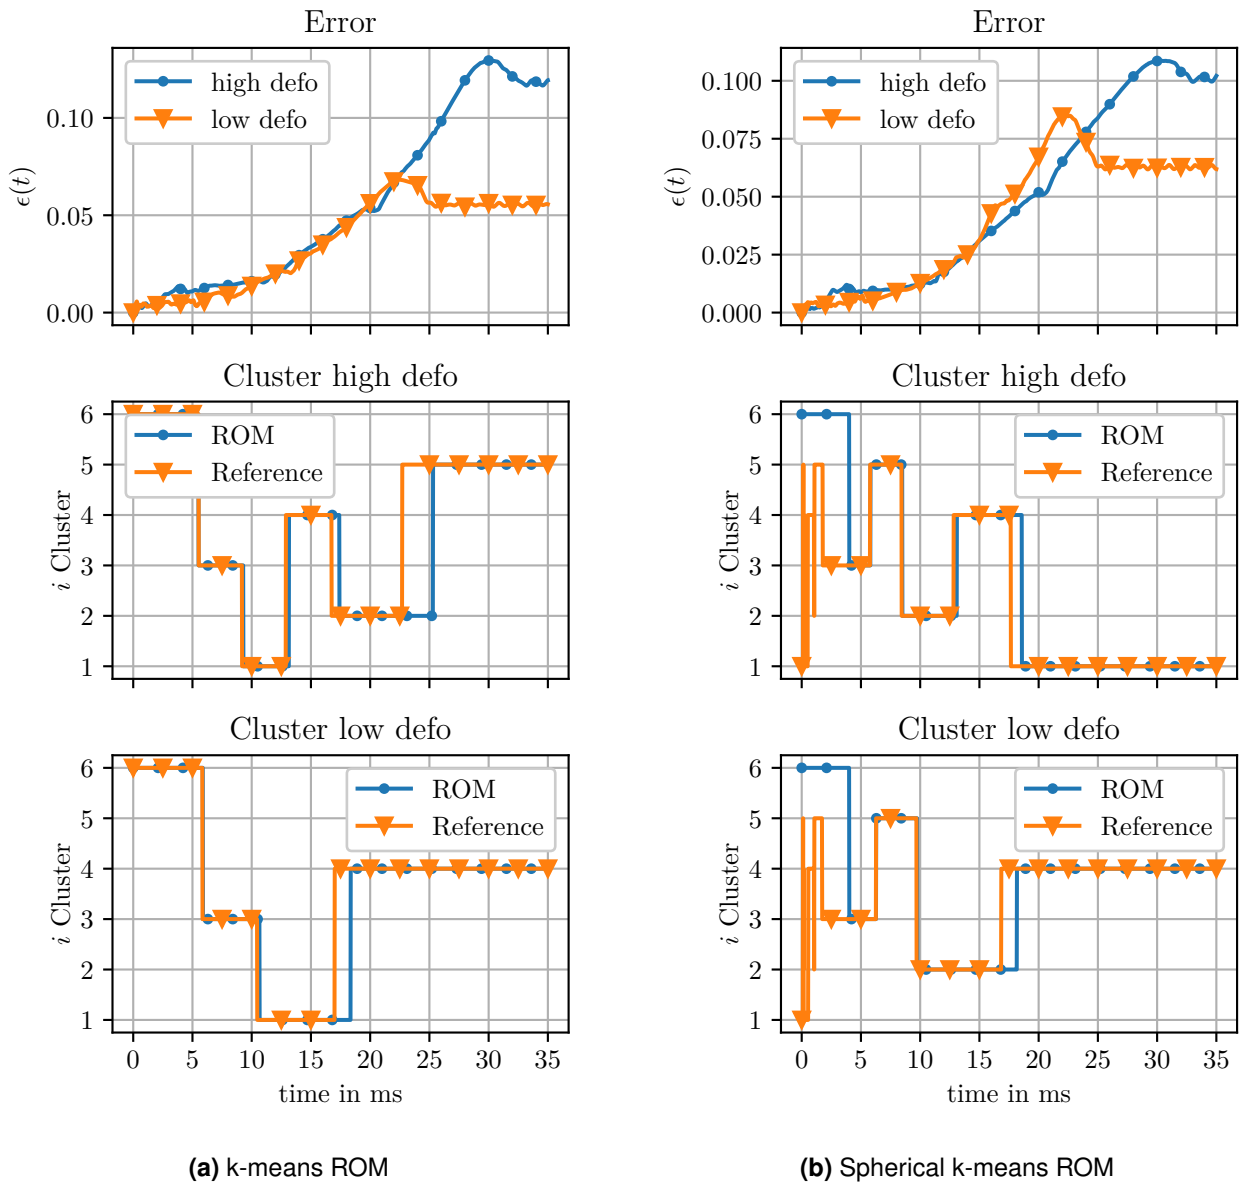 Error
high defo
low defo
0.10
0.05
0.00
ϵ(t)
Cluster high defo
ROM
Reference
6
5
4
3
2
1
i Cluster
Cluster low defo
ROM
Reference
6
5
4
3
2
1
i Cluster
0 5 10 15 20 25 30 35
time in ms
(a) k-means ROM
Error
high defo
low defo
0.100
0.075
0.050
0.025
0.000
ϵ(t)
Cluster high defo
ROM
Reference
6
5
4
3
2
1
i Cluster
Cluster low defo
ROM
Reference
6
5
4
3
2
1
i Cluster
0 5 10 15 20 25 30 35
time in ms
(b) Spherical k-means ROM